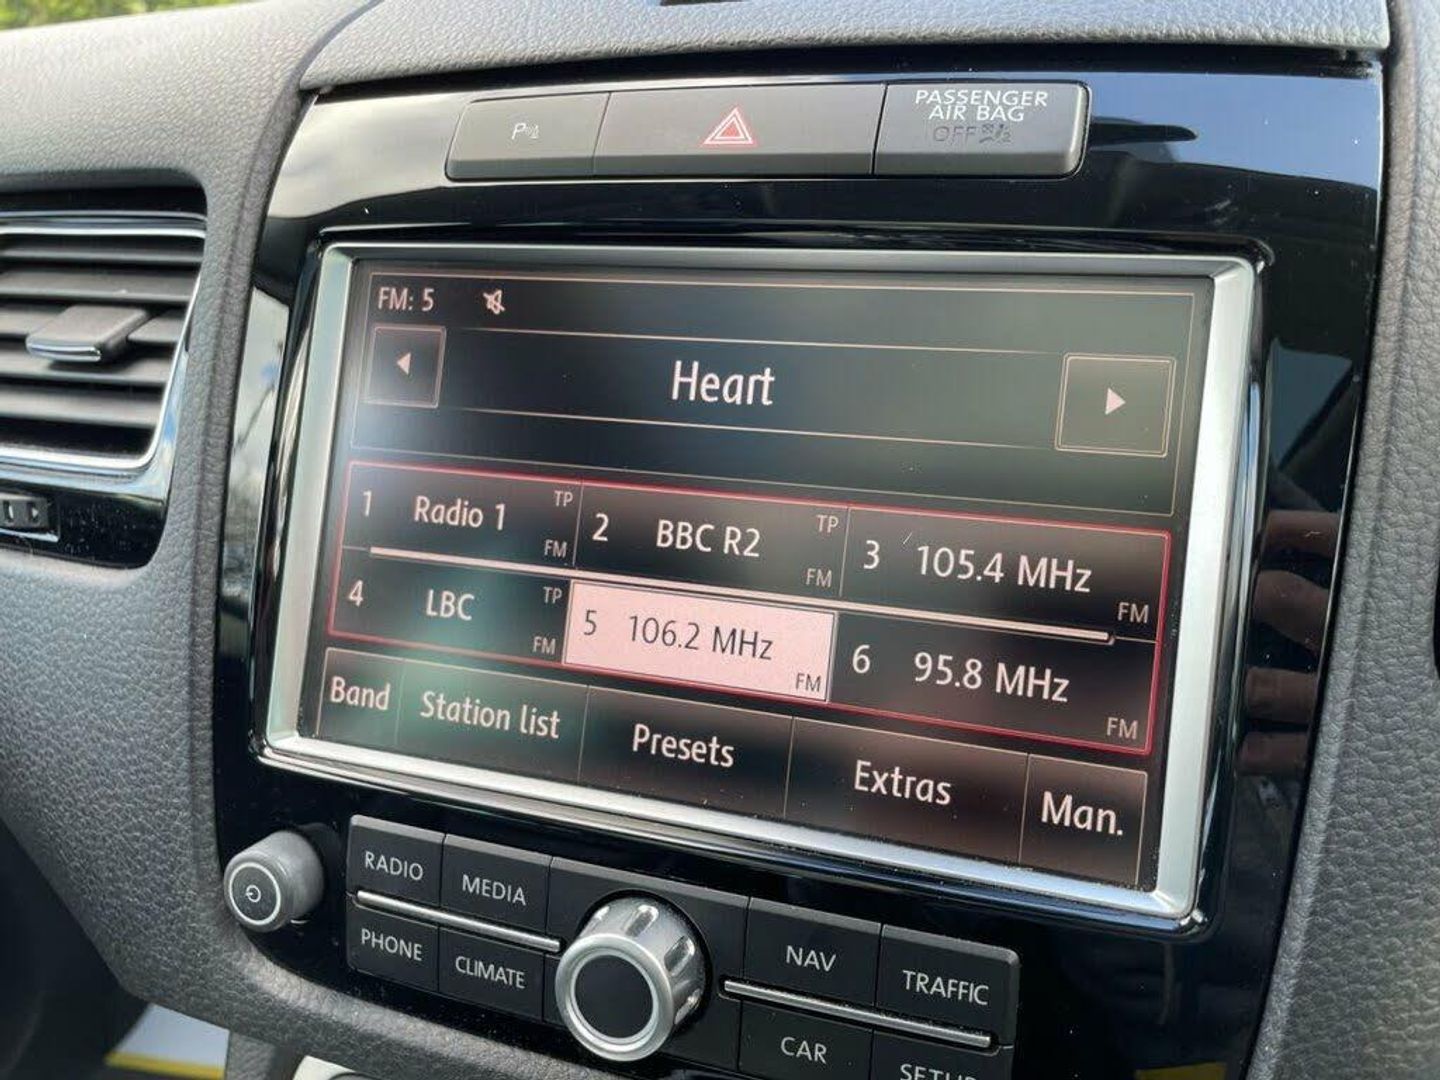 P
PASSENGER
AIR BAG
OFF
FM: 5
Heart
1 Radio 1 TP FM
2 BBC R2 TP FM
3 105.4 MHz FM
4 LBC TP FM
5 106.2 MHz FM
6 95.8 MHz FM
Band Station list Presets Extras Man.
RADIO MEDIA
PHONE CLIMATE
NAV TRAFFIC
CAR SETUP